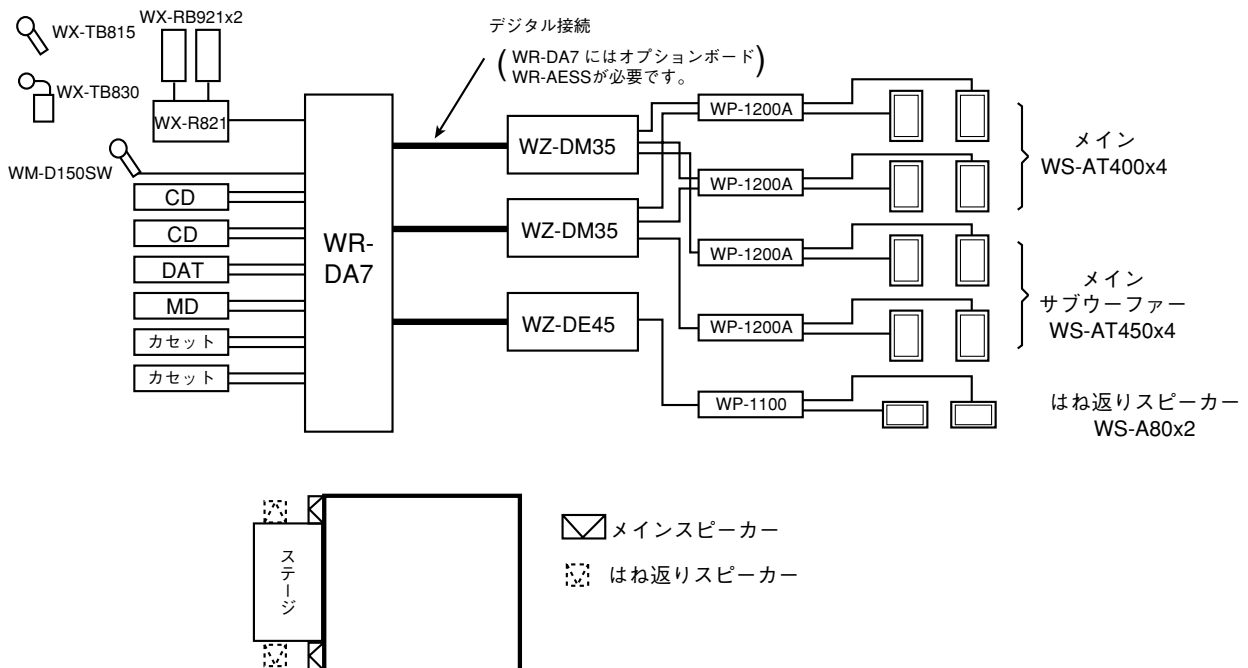 WX-TB815
WX-RB921x2
WX-TB830
WX-R821
WM-D150SW
CD
CD
DAT
MD
カセット
カセット
WR-
DA7
デジタル接続
(WR-DA7 にはオプションボード
WR-AESSが必要です。)
WZ-DM35
WZ-DM35
WZ-DE45
WP-1200A
WP-1200A
WP-1200A
WP-1200A
WP-1100
メイン
WS-AT400x4
メイン
サブウーファー
WS-AT450x4
はね返りスピーカー
WS-A80x2
ステージ
メインスピーカー
はね返りスピーカー